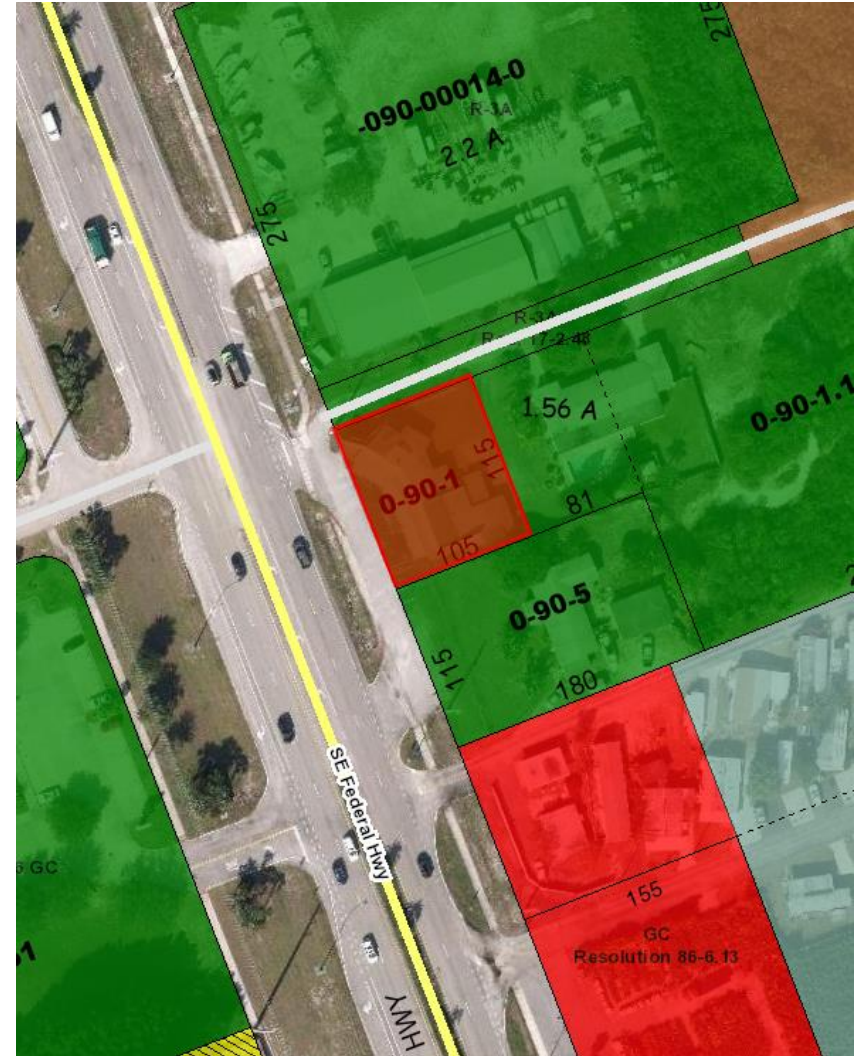 275
-090-00014-0
R-3A
2.2 A
275
R-3A
17-2.48
1.56 A
0-90-1.1
0-90-1
115
81
105
0-90-5
115
180
SE Federal Hwy
155
GC
GC
Resolution 86-6.13
HWY